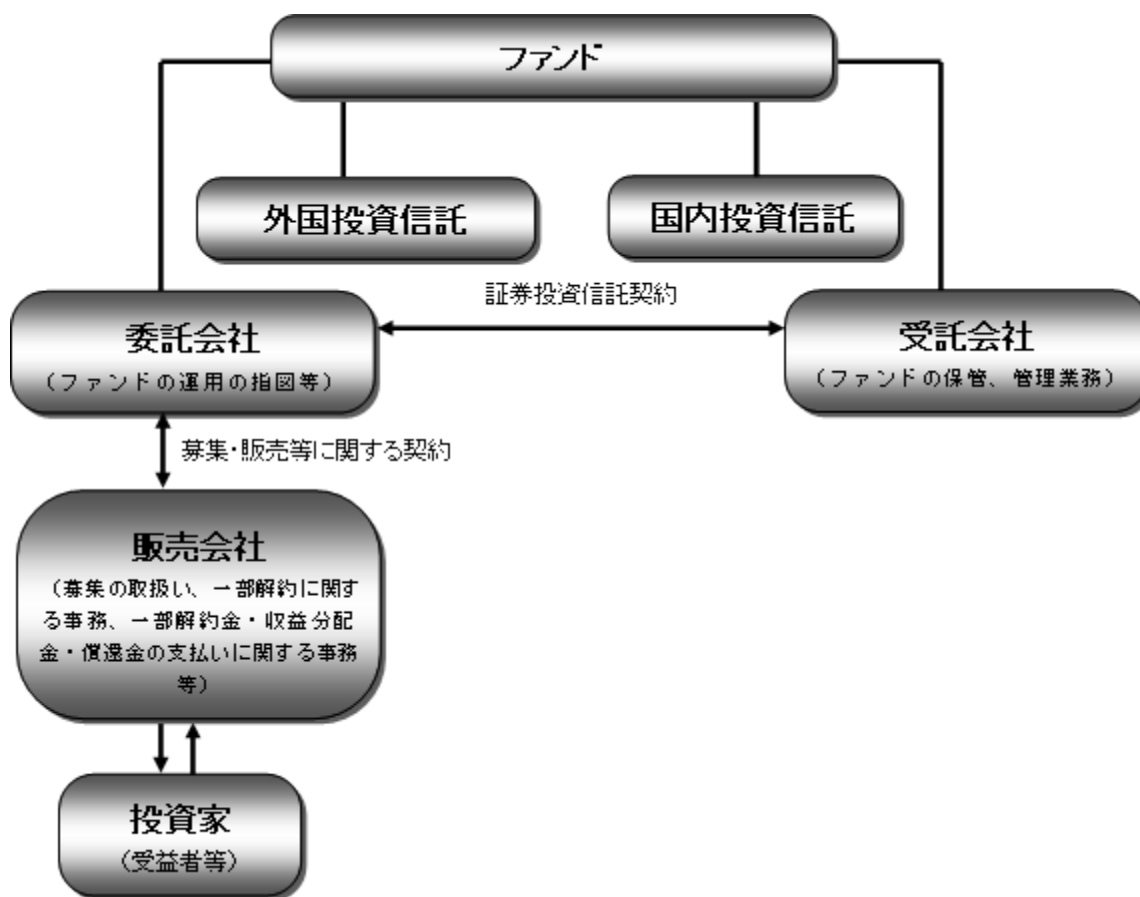 ファンド
外国投資信託
国内投資信託
証券投資信託契約
委託会社
（ファンドの運用の指図等）
受託会社
（ファンドの保管、管理業務）
募集・販売等に関する契約
販売会社
（募集の取扱い、一部解約に関す
る事務、一部解約金・収益分配
金・償還金の支払いに関する事務
等）
投資家
（受益者等）